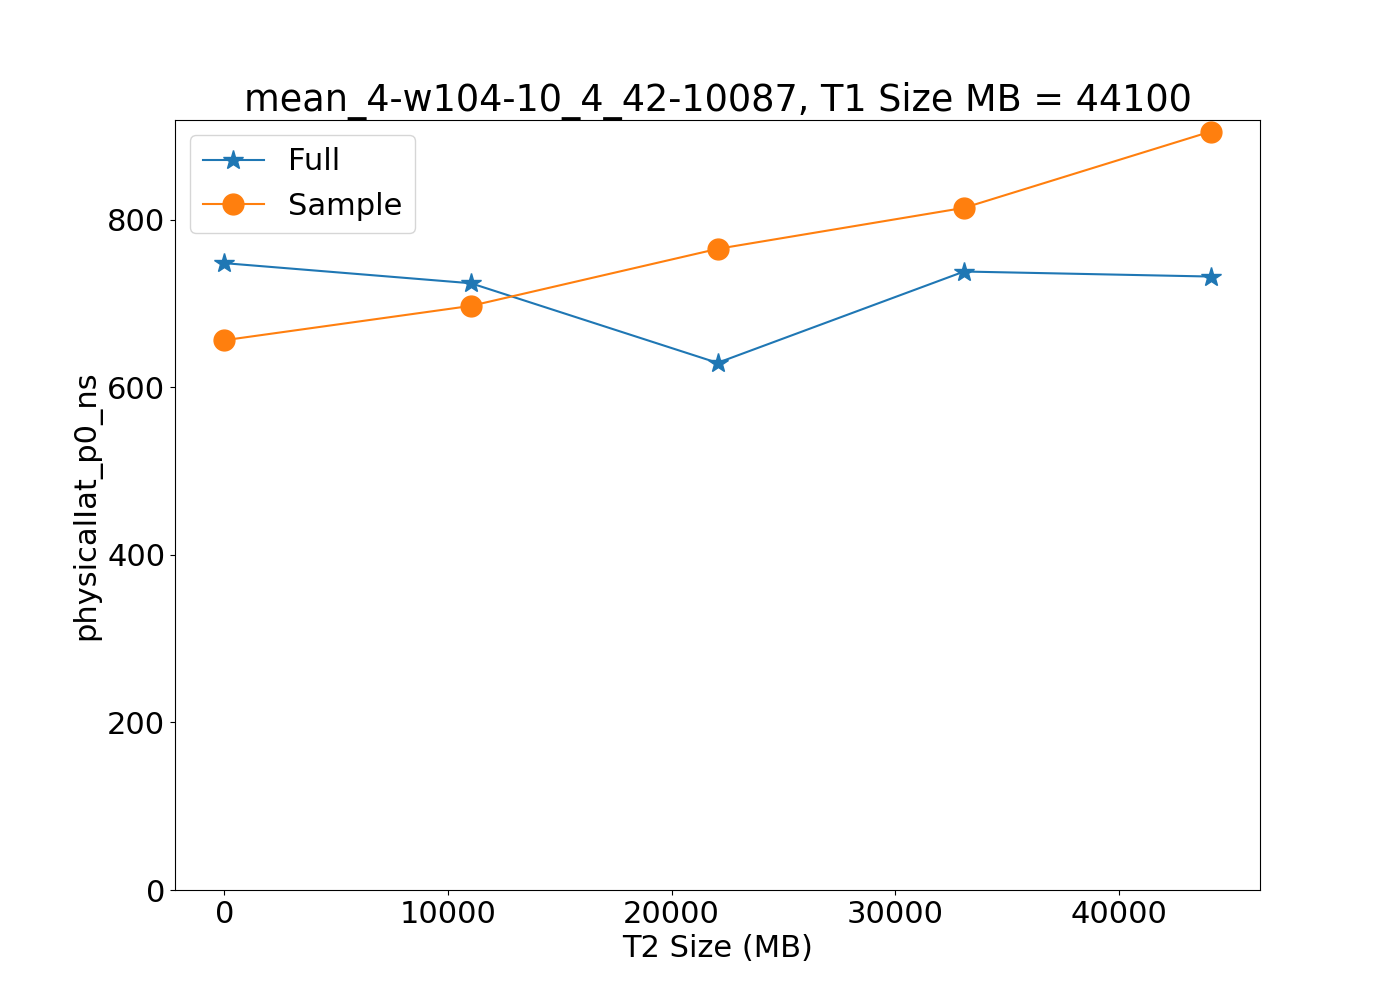 mean_4-w104-10_4_42-10087, T1 Size MB = 44100
Full
Sample
800
600
400
200
0
physicallat_p0_ns
0 10000 20000 30000 40000
T2 Size (MB)